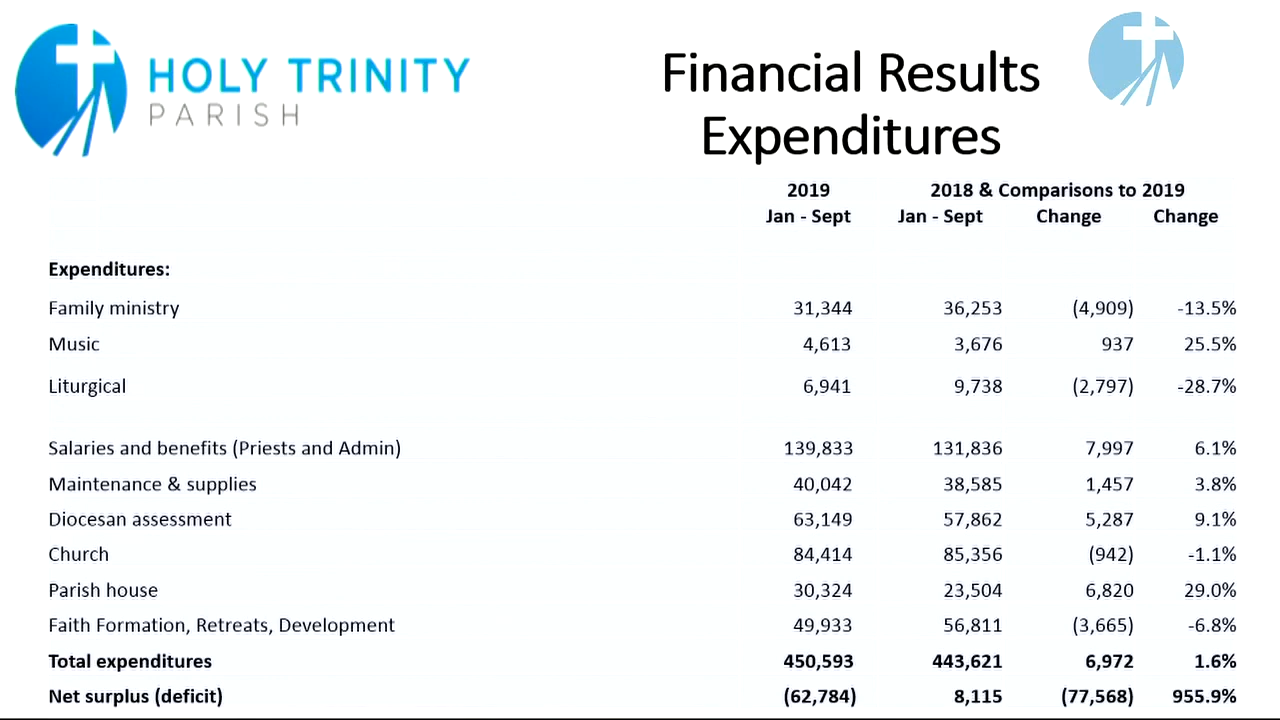 HOLY TRINITY
PARISH
Financial Results
Expenditures
2019 2018 & Comparisons to 2019
Jan - Sept Jan - Sept Change Change
Expenditures:
Family ministry 31,344 36,253 (4,909) -13.5%
Music 4,613 3,676 937 25.5%
Liturgical 6,941 9,738 (2,797) -28.7%
Salaries and benefits (Priests and Admin) 139,833 131,836 7,997 6.1%
Maintenance & supplies 40,042 38,585 1,457 3.8%
Diocesan assessment 63,149 57,862 5,287 9.1%
Church 84,414 85,356 (942) -1.1%
Parish house 30,324 23,504 6,820 29.0%
Faith Formation, Retreats, Development 49,933 56,811 (3,665) -6.8%
Total expenditures 450,593 443,621 6,972 1.6%
Net surplus (deficit) (62,784) 8,115 (77,568) 955.9%